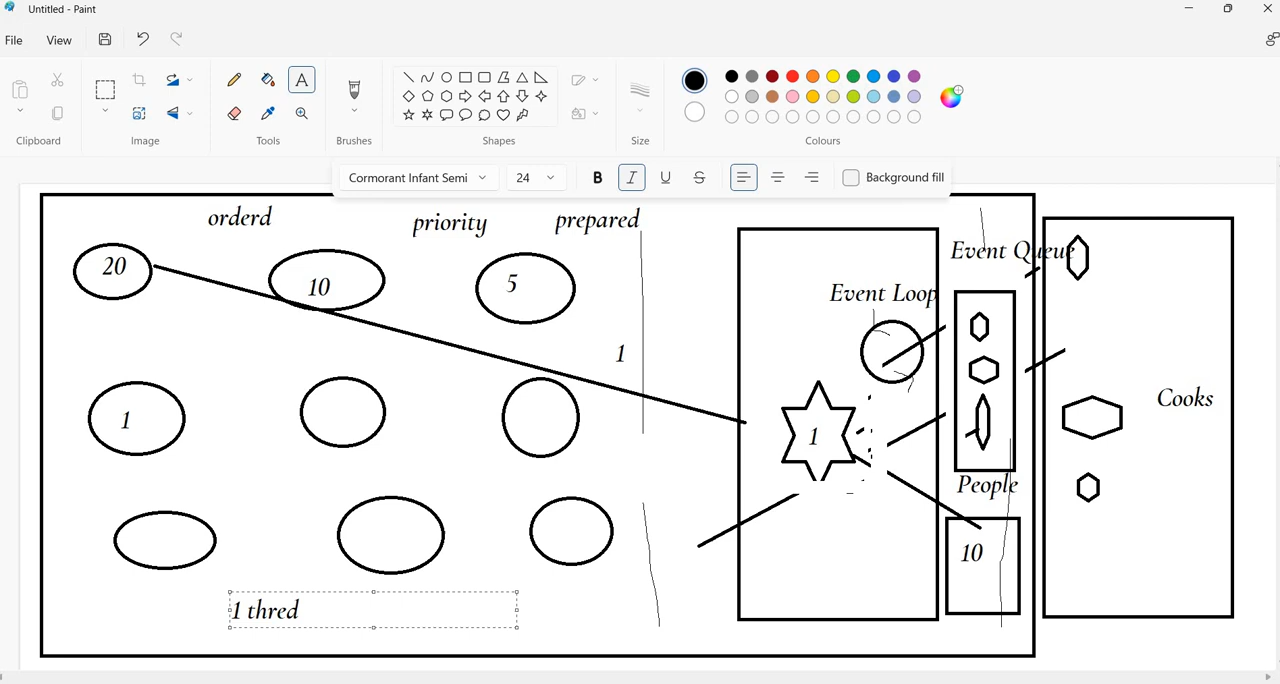 Untitled - Paint
File View
Clipboard Image Tools Brushes Shapes Size Colours
Cormorant Infant Semi 24 B I U S Background fill
orderd priority prepared
Event Queue
20 10 5
Event Loop
1
Cooks
1
1
People
10
1 thred